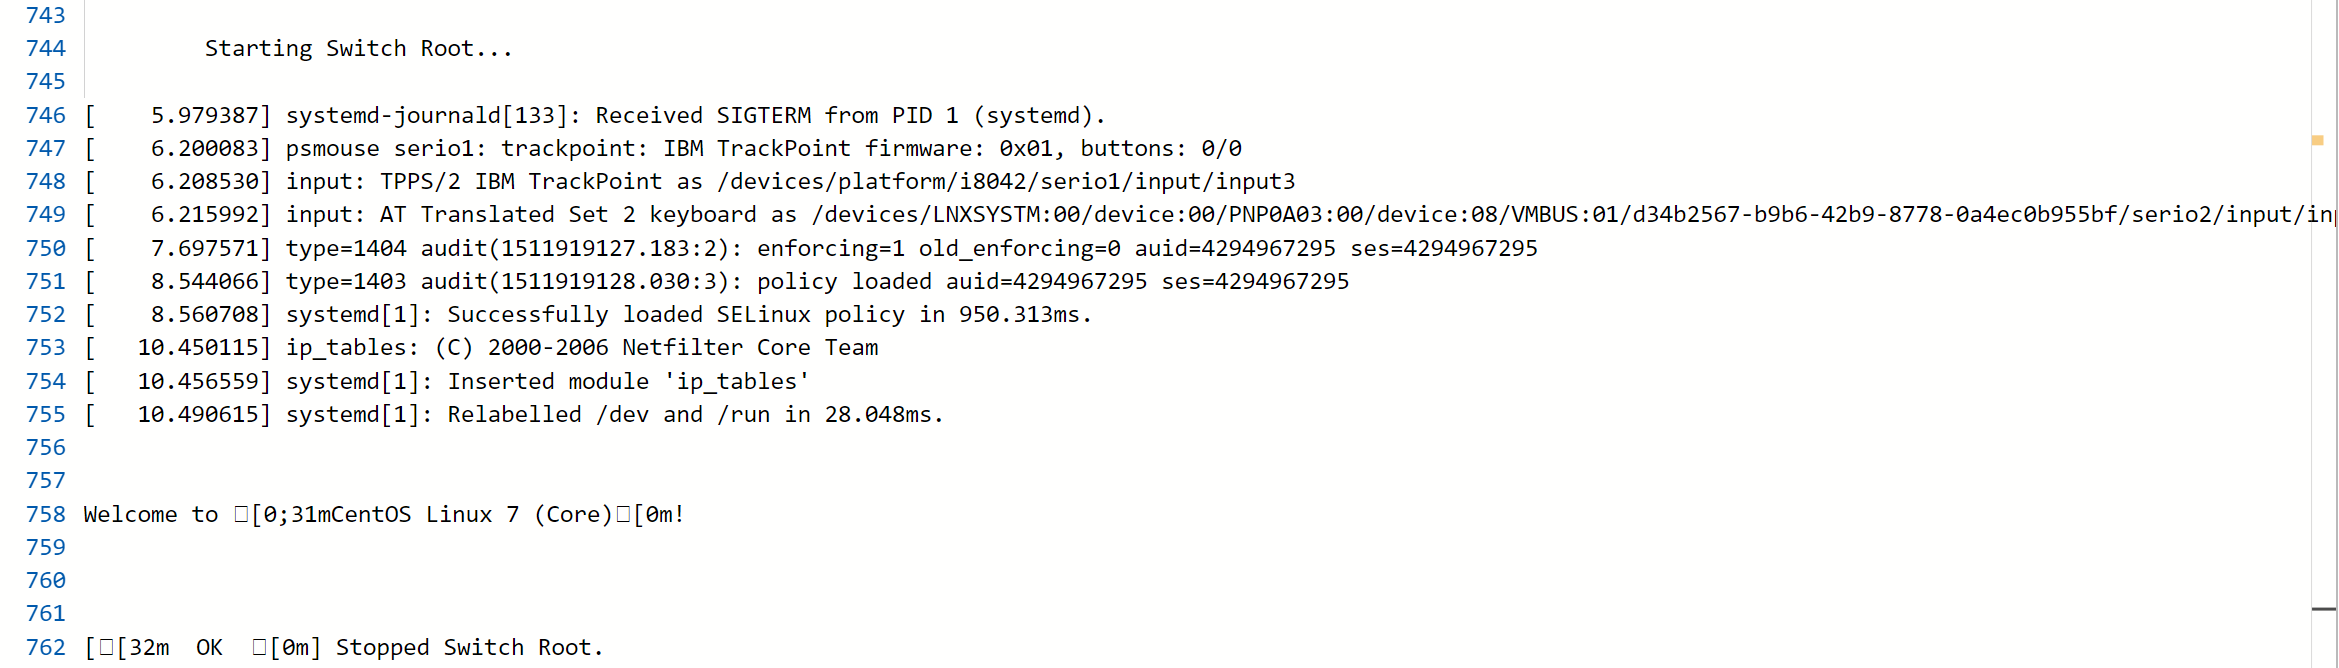 743
744         Starting Switch Root...
745
746 [    5.979387] systemd-journald[133]: Received SIGTERM from PID 1 (systemd).
747 [    6.200083] psmouse serio1: trackpoint: IBM TrackPoint firmware: 0x01, buttons: 0/0
748 [    6.208530] input: TPPS/2 IBM TrackPoint as /devices/platform/i8042/serio1/input/input3
749 [    6.215992] input: AT Translated Set 2 keyboard as /devices/LNXSYSTM:00/device:00/PNP0A03:00/device:08/VMBUS:01/d34b2567-b9b6-42b9-8778-0a4ec0b955bf/serio2/input/inp
750 [    7.697571] type=1404 audit(1511919127.183:2): enforcing=1 old_enforcing=0 auid=4294967295 ses=4294967295
751 [    8.544066] type=1403 audit(1511919128.030:3): policy loaded auid=4294967295 ses=4294967295
752 [    8.560708] systemd[1]: Successfully loaded SELinux policy in 950.313ms.
753 [   10.450115] ip_tables: (C) 2000-2006 Netfilter Core Team
754 [   10.456559] systemd[1]: Inserted module 'ip_tables'
755 [   10.490615] systemd[1]: Relabelled /dev and /run in 28.048ms.
756
757
758 Welcome to □[0;31mCentOS Linux 7 (Core)□[0m!
759
760
761
762 [□[32m  OK  □[0m] Stopped Switch Root.